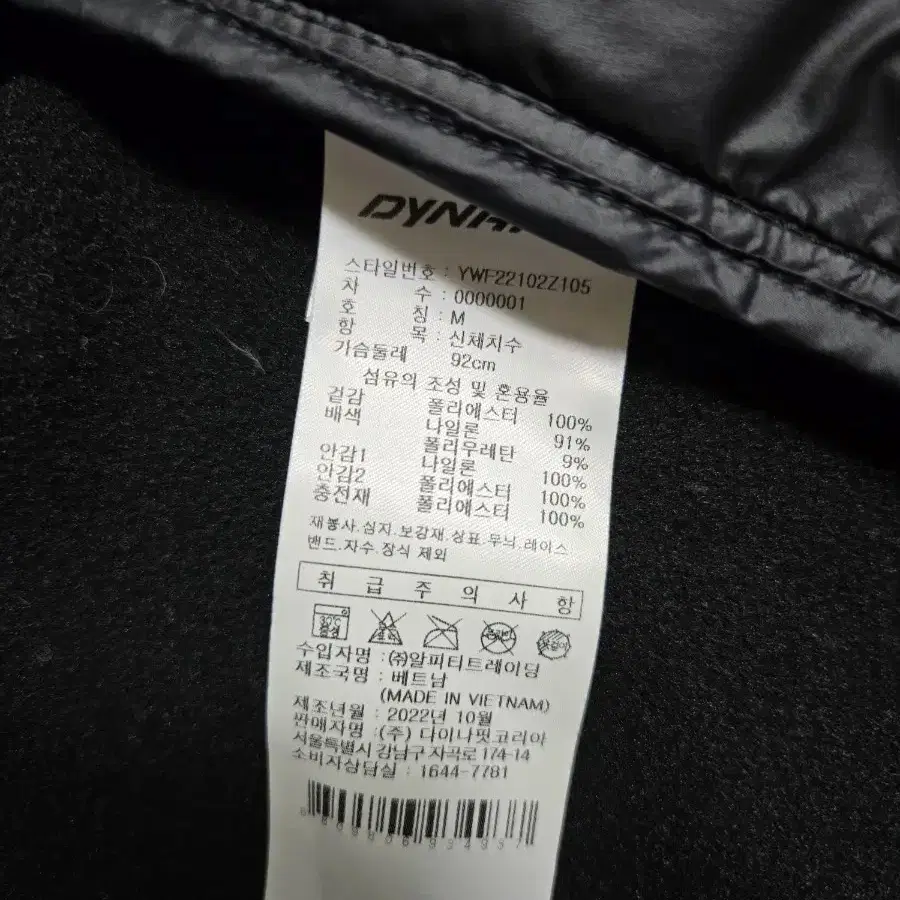 DYNA
스타일번호 : YWF22102Z105
차 수 : 0000001
호 칭 : M
항 목 : 신체치수
가슴둘레 92cm
섬유의 조성 및 혼용율
겉감 폴리에스터 100%
배색 나일론 91%
폴리우레탄 9%
안감1 나일론 100%
안감2 폴리에스터 100%
충전재 폴리에스터 100%
재봉사.심지.보강재.상표.무늬.레이스
밴드.자수.장식 제외
취 급 주 의 사 항
30℃
수입자명 : ㈜알피티트레이딩
제조국명 : 베트남
(MADE IN VIETNAM)
제조년월 : 2022년 10월
판매자명 : (주) 다이나핏코리아
서울특별시 강남구 자곡로 174-14
소비자상담실 : 1644-7781